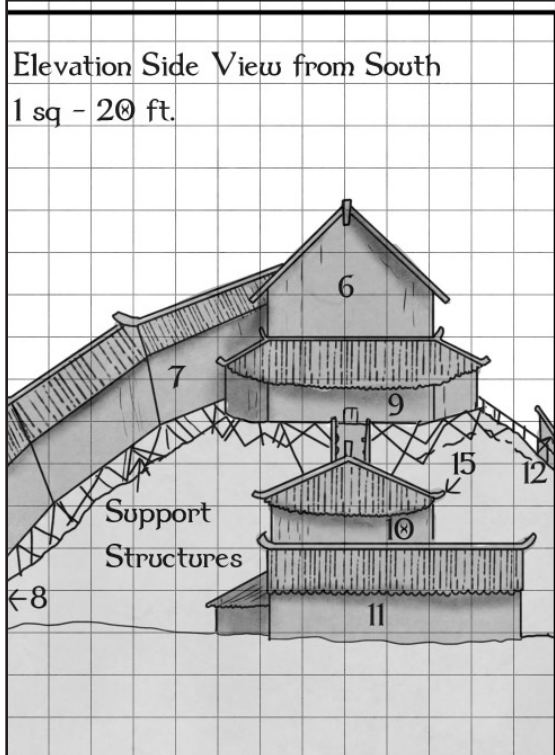 Elevation Side View from South
1 sq - 20 ft.
6
7
9
15
12
Support
10
Structures
←8
11